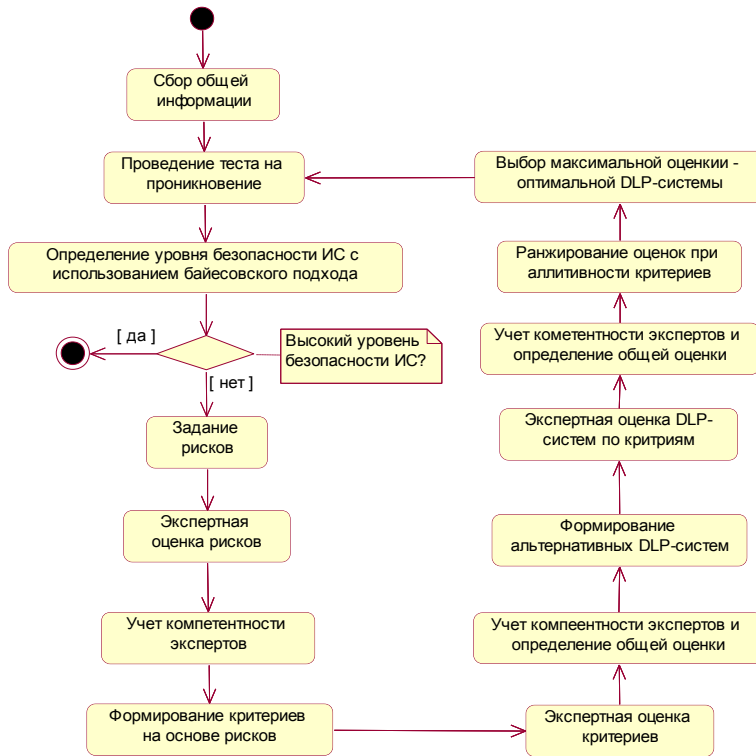 Сбор общей
информации
Проведение теста на
проникновение
Определение уровня безопасности ИС с
использованием байесовского подхода
[ да ]
Высокий уровень
безопасности ИС?
[ нет ]
Задание
рисков
Экспертная
оценка рисков
Учет компетентности
экспертов
Формирование критериев
на основе рисков
Экспертная оценка
критериев
Учет компеентности экспертов и
определение общей оценки
Формирование
альтернативных DLP-систем
Экспертная оценка DLP-
систем по критриям
Учет кометентности экспертов и
определение общей оценки
Ранжирование оценок при
аллитивности критериев
Выбор максимальной оценкии -
оптимальной DLP-системы